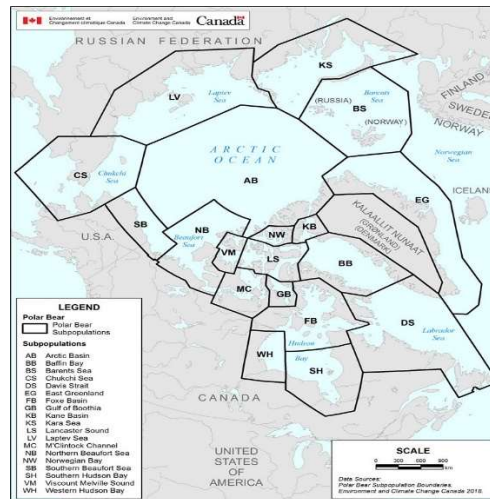 Environnement et
Changement climatique Canada
Environment and
Climate Change Canada
Canada
RUSSIAN FEDERATION
KS
FINLAND
SWEDEN
NORWAY
LV
Laptev
Sea
Barents
Sea
(RUSSIA)
BS
(NORWAY)
ARCTIC
OCEAN
Norwegian
Sea
CS
Chukchi
Sea
AB
EG
ICELAND
U.S.A.
SB
NB
Beaufort
Sea
NW
KB
KALAALLIT NUNAAT
(GRØNLAND)
(DENMARK)
VM
LS
BB
MC
GB
FB
DS
Labrador
Sea
WH
Hudson
Bay
SH
CANADA
UNITED
STATES
OF
AMERICA
LEGEND
Polar Bear
Polar Bear
Subpopulations
Subpopulations
AB Arctic Basin
BB Baffin Bay
BS Barents Sea
CS Chukchi Sea
DS Davis Strait
EG East Greenland
FB Foxe Basin
GB Gulf of Boothia
KB Kane Basin
KS Kara Sea
LS Lancaster Sound
LV Laptev Sea
MC M'Clintock Channel
NB Northern Beaufort Sea
NW Norwegian Bay
SB Southern Beaufort Sea
SH Southern Hudson Bay
VM Viscount Melville Sound
WH Western Hudson Bay
SCALE
0 300 600 900
km
Data Sources:
Polar Bear Subpopulation Boundaries.
Environment and Climate Change Canada 2018.